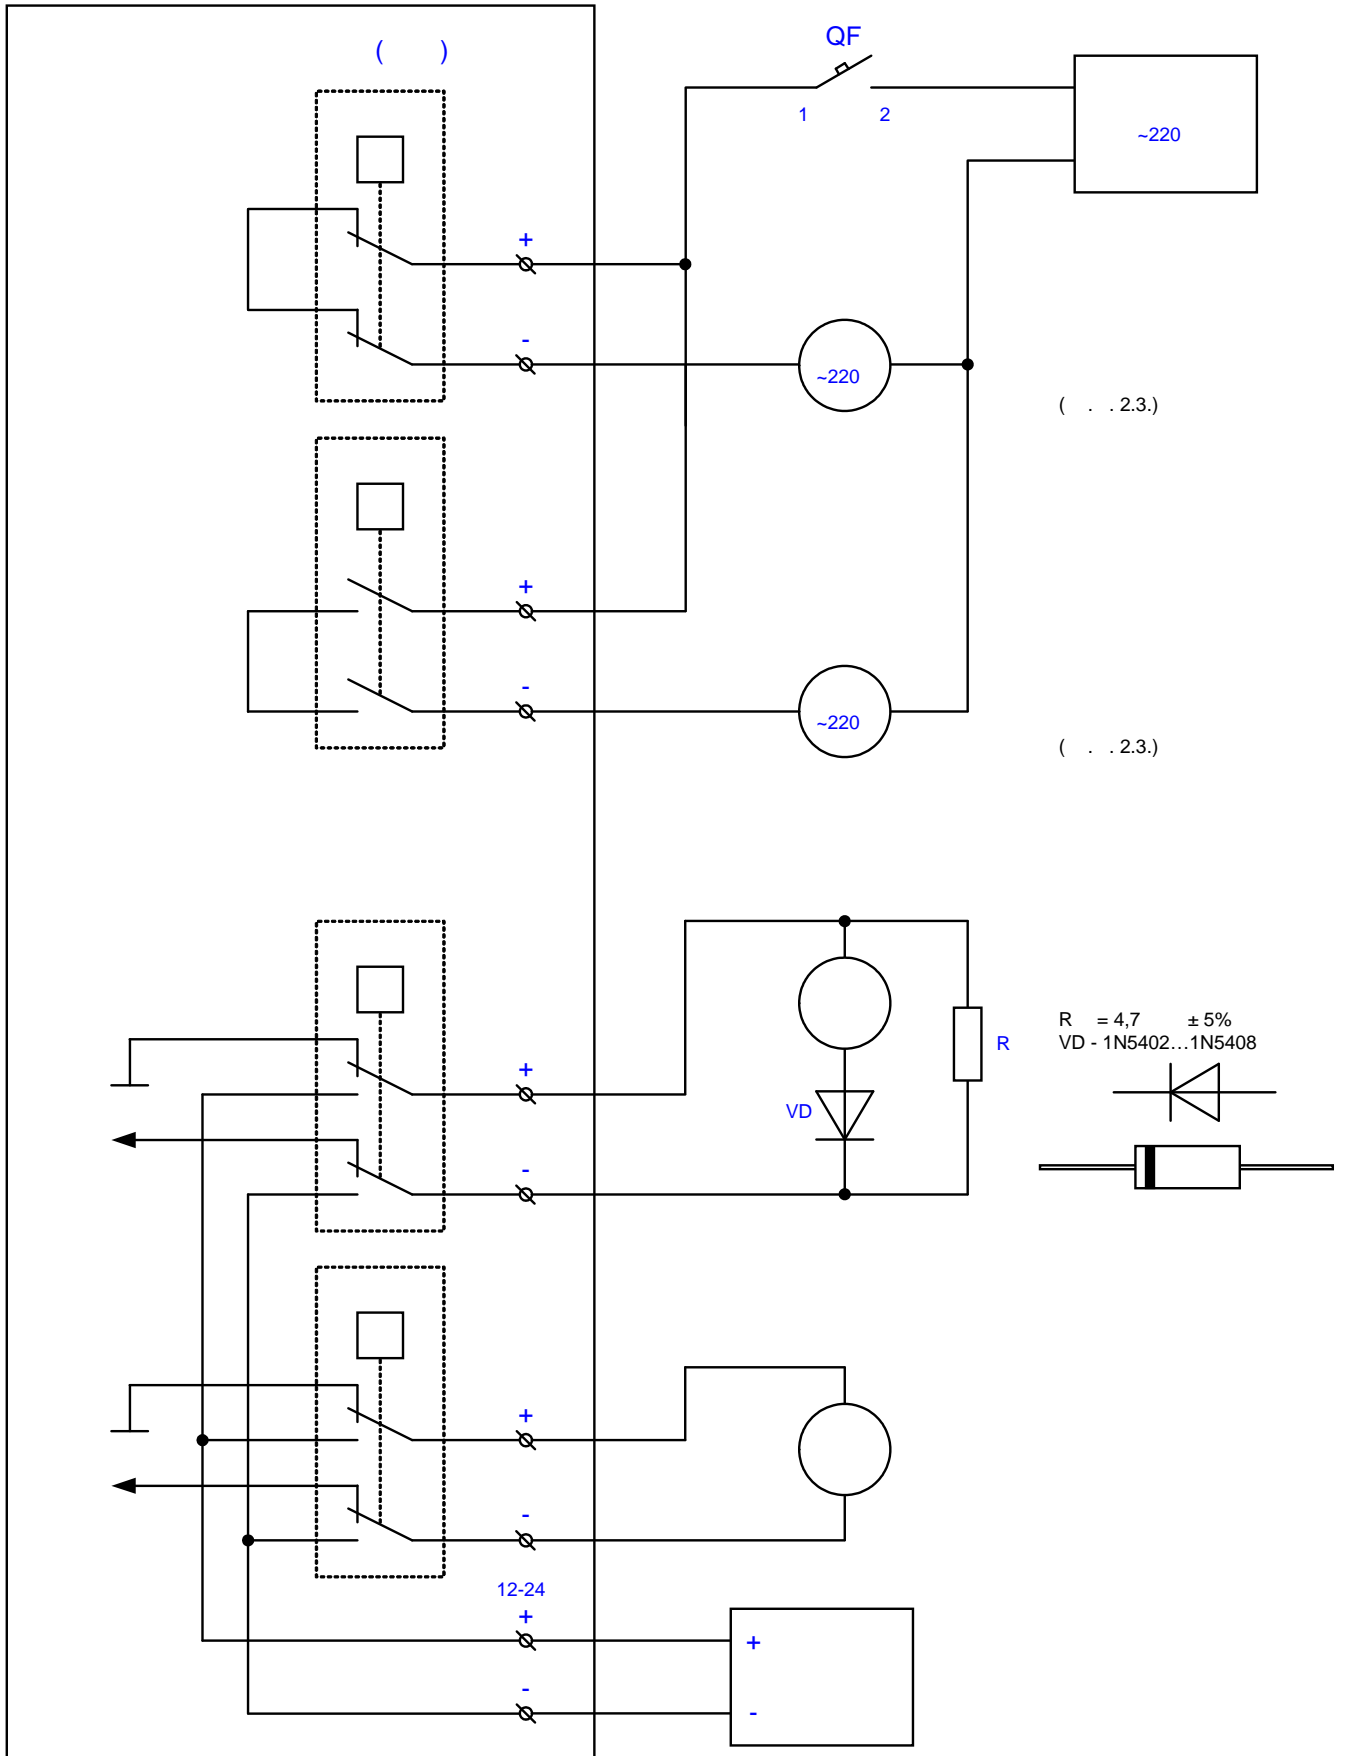 ( )
QF
1 2
~220
+
-
~220
( . . 2.3.)
+
-
~220
( . . 2.3.)
+
R = 4,7 ± 5%
R
VD - 1N5402...1N5408
VD
-
+
-
12-24
+
+
-
-